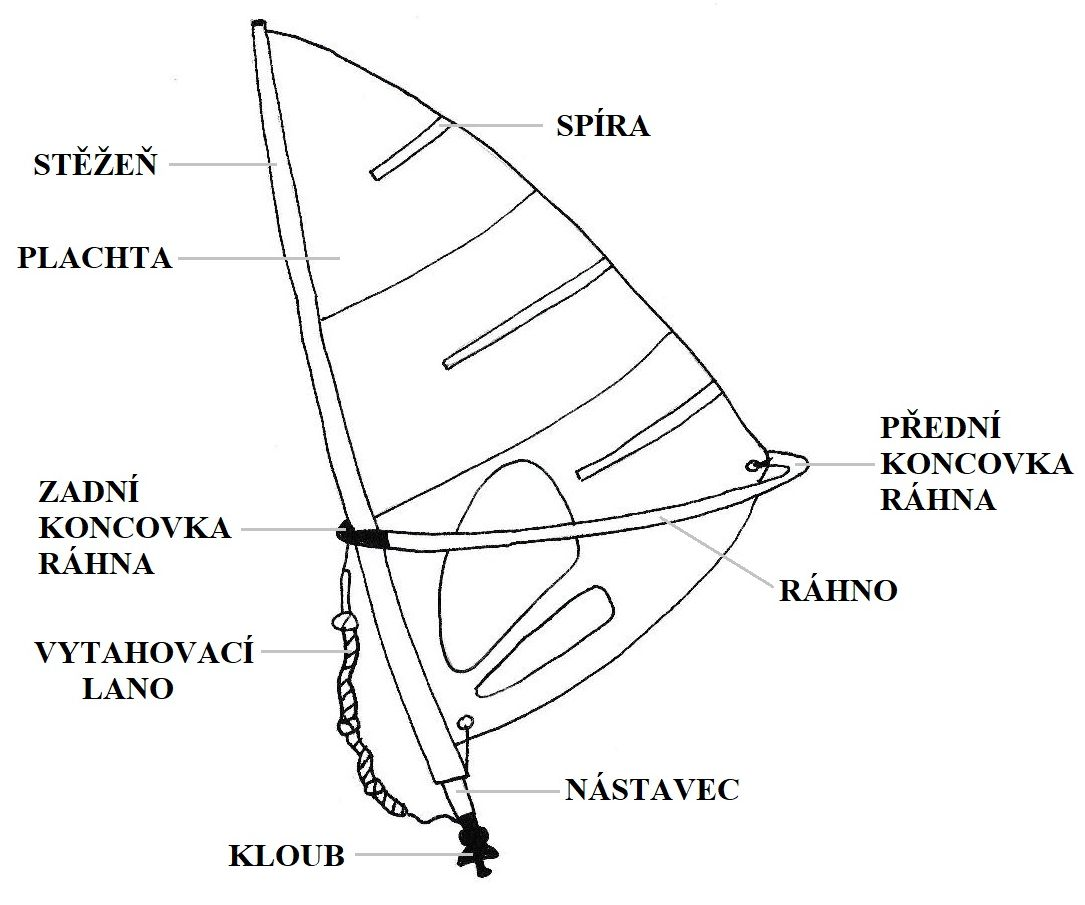 SPÍRA
STĚŽEŇ
PLACHTA
PŘEDNÍ
KONCOVKA
RÁHNA
ZADNÍ
KONCOVKA
RÁHNA
RÁHNO
VYTAHOVACÍ
LANO
NÁSTAVEC
KLOUB